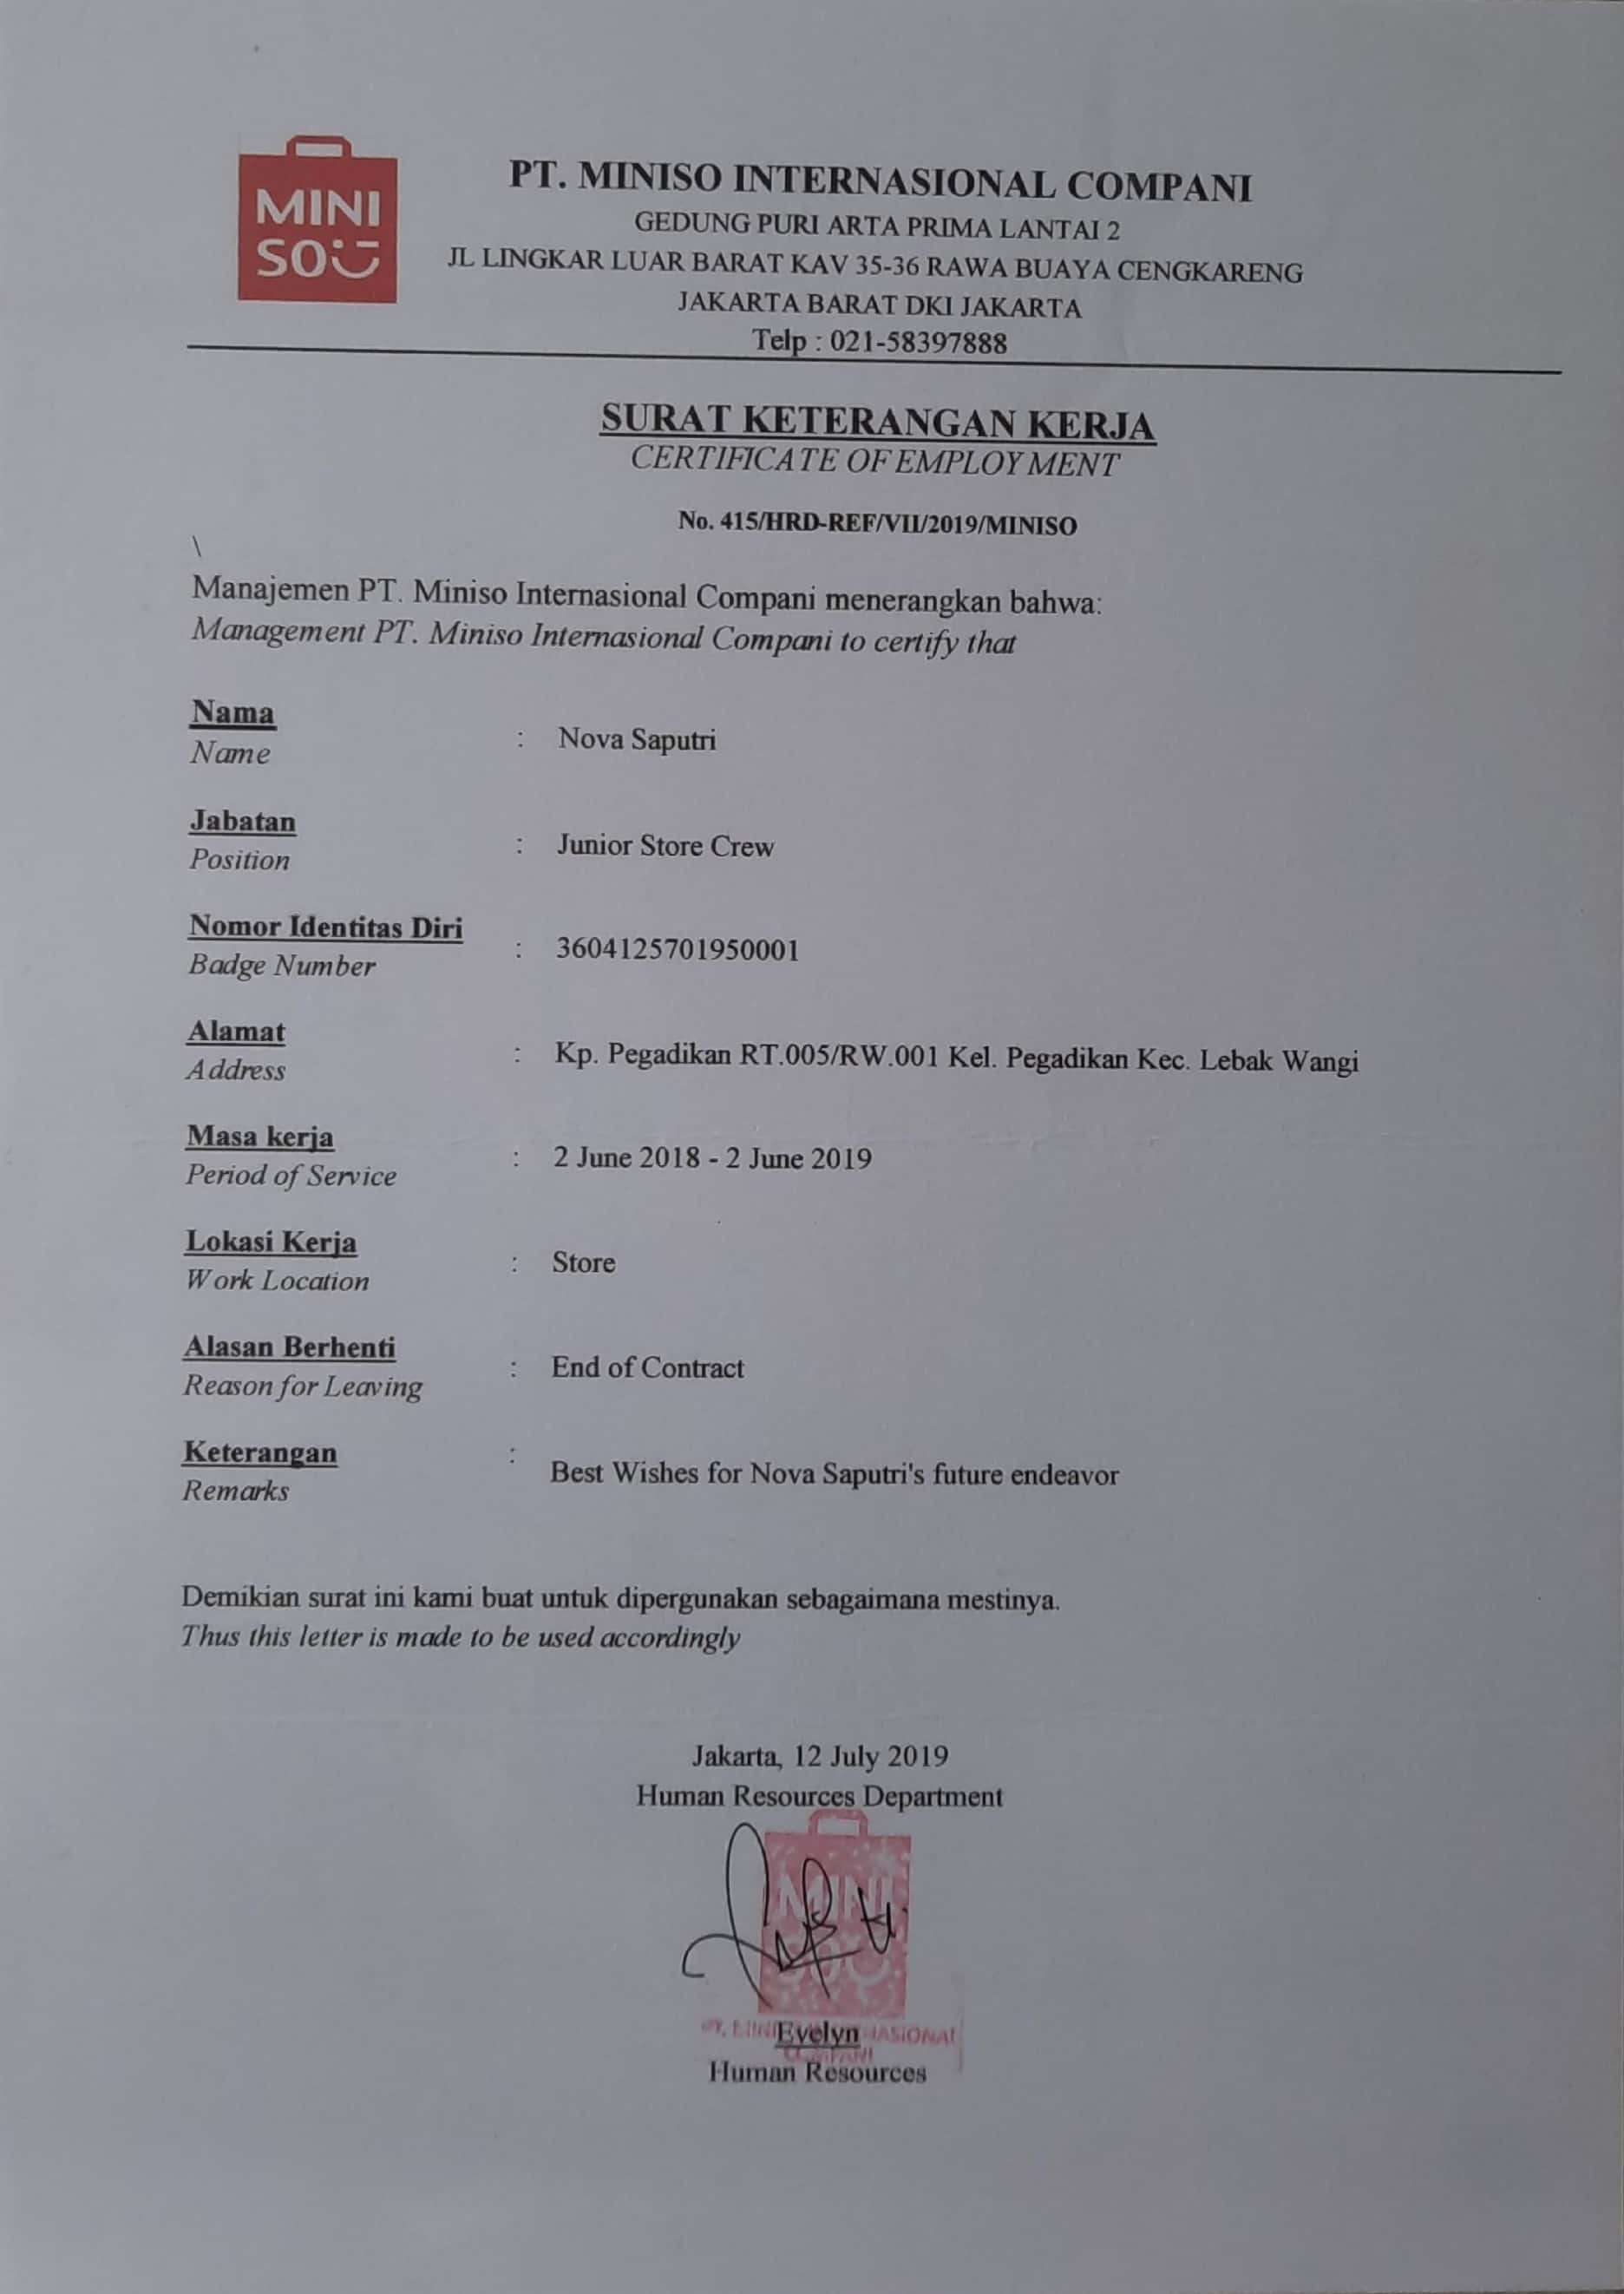 MINI
SO
PT. MINISO INTERNASIONAL COMPANI
GEDUNG PURI ARTA PRIMA LANTAI 2
JL LINGKAR LUAR BARAT KAV 35-36 RAWA BUAYA CENGKARENG
JAKARTA BARAT DKI JAKARTA
Telp : 021-58397888
SURAT KETERANGAN KERJA
CERTIFICATE OF EMPLOYMENT
No. 415/HRD-REF/VII/2019/MINISO
\
Manajemen PT. Miniso Internasional Compani menerangkan bahwa:
Management PT. Miniso Internasional Compani to certify that
Nama
Name : Nova Saputri
Jabatan
Position : Junior Store Crew
Nomor Identitas Diri
Badge Number : 3604125701950001
Alamat
Address : Kp. Pegadikan RT.005/RW.001 Kel. Pegadikan Kec. Lebak Wangi
Masa kerja
Period of Service : 2 June 2018 - 2 June 2019
Lokasi Kerja
Work Location : Store
Alasan Berhenti
Reason for Leaving : End of Contract
Keterangan :
Remarks Best Wishes for Nova Saputri's future endeavor
Demikian surat ini kami buat untuk dipergunakan sebagaimana mestinya.
Thus this letter is made to be used accordingly
Jakarta, 12 July 2019
Human Resources Department
MINI
SO
Evelyn
COMPANI
Human Resources